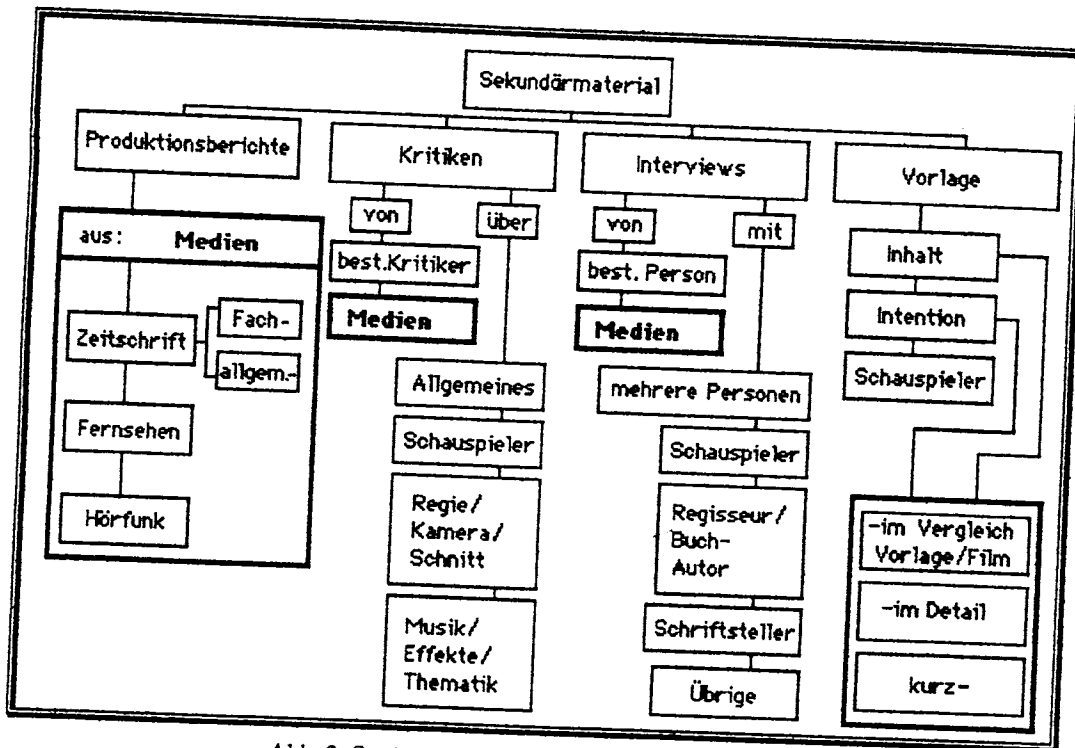 Sekundärmaterial
Produktionsberichte
Kritiken
Interviews
Vorlage
aus: Medien
Zeitschrift
Fach-
allgem.-
Fernsehen
Hörfunk
von
über
best.Kritiker
Medien
Allgemeines
Schauspieler
Regie/
Kamera/
Schnitt
Musik/
Effekte/
Thematik
von
mit
best. Person
Medien
mehrere Personen
Schauspieler
Regisseur/
Buch-
Autor
Schriftsteller
Übrige
Inhalt
Intention
Schauspieler
-im Vergleich
Vorlage/Film
-im Detail
kurz-